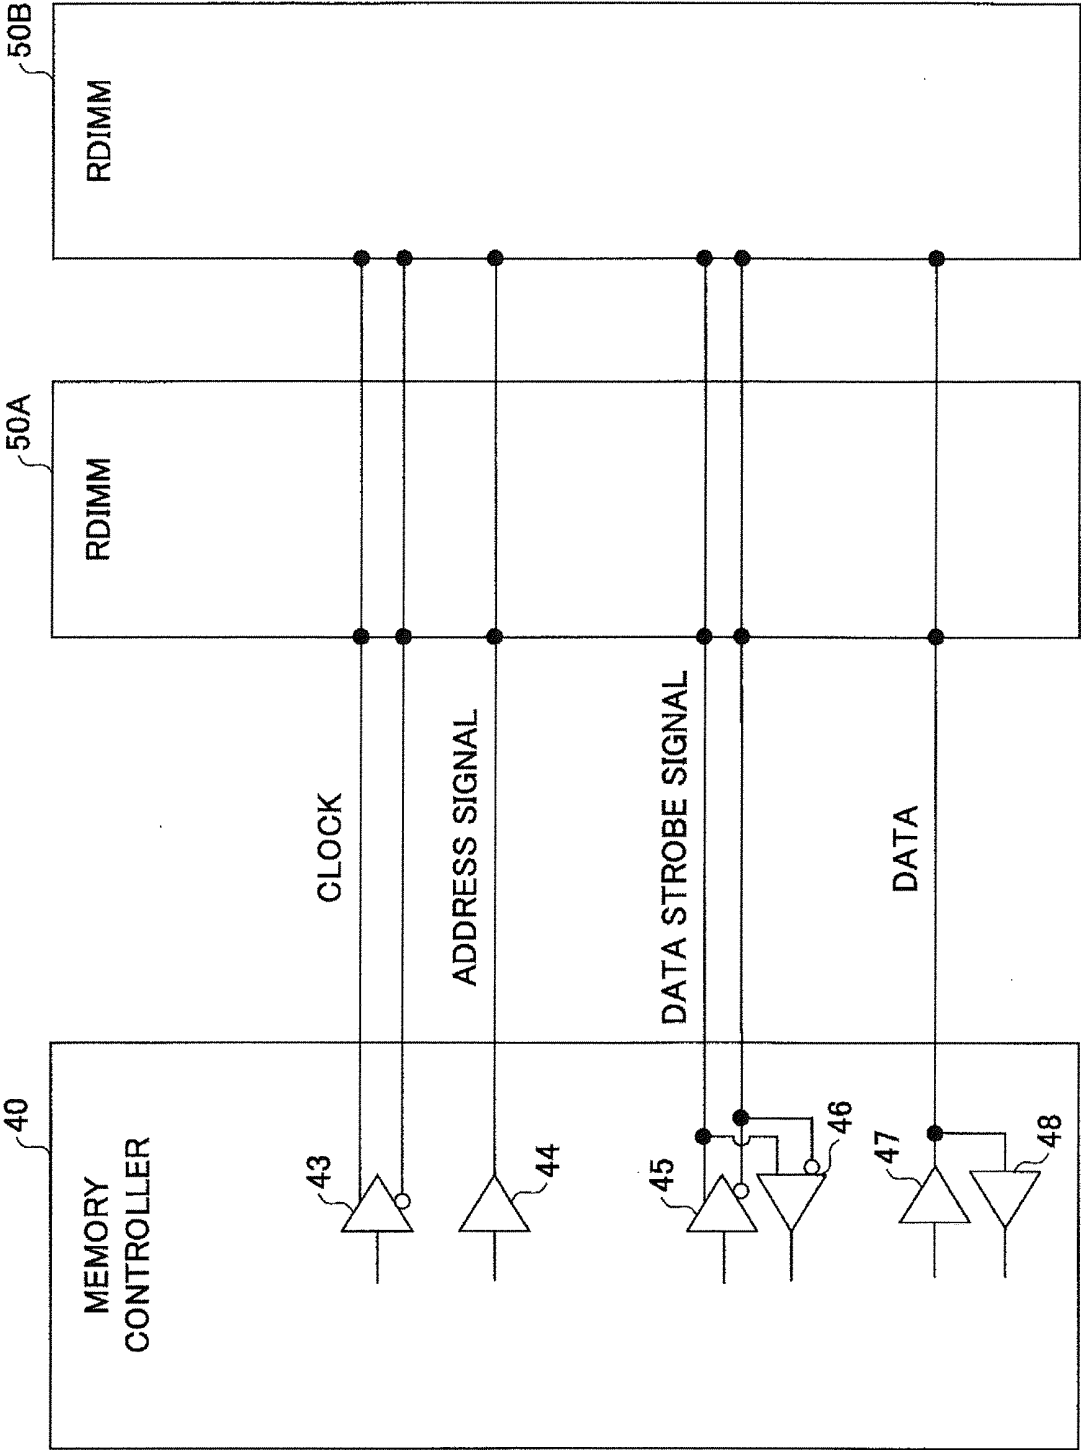 40
MEMORY
CONTROLLER
43
44
45
46
47
48
CLOCK
ADDRESS SIGNAL
DATA STROBE SIGNAL
DATA
50A
RDIMM
50B
RDIMM